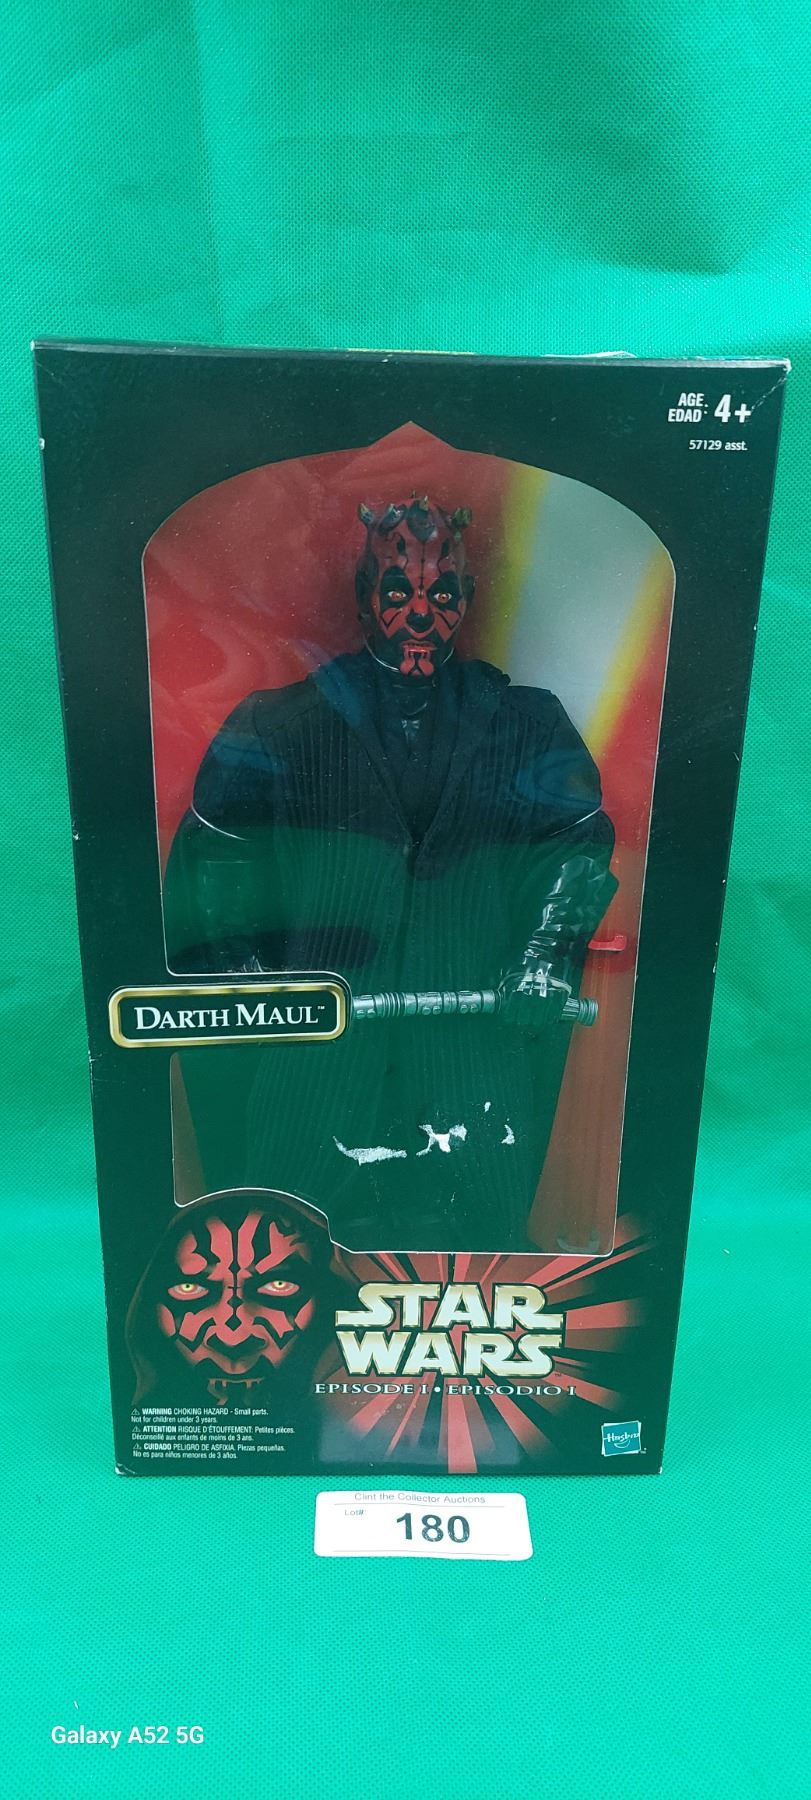 AGE.
EDAD. 4+
57129 asst.
DARTH MAUL™
STAR
WARS™
EPISODE I • EPISODIO I
⚠ WARNING CHOKING HAZARD - Small parts.
Not for children under 3 years.
⚠ ATTENTION RISQUE D'ÉTOUFFEMENT: Petites pièces.
Déconseillé aux enfants de moins de 3 ans.
⚠ CUIDADO PELIGRO DE ASFIXIA. Piezas pequeñas.
No es para niños menores de 3 años.
Hasbro
Clint the Collector Auctions
Lot#
180
Galaxy A52 5G